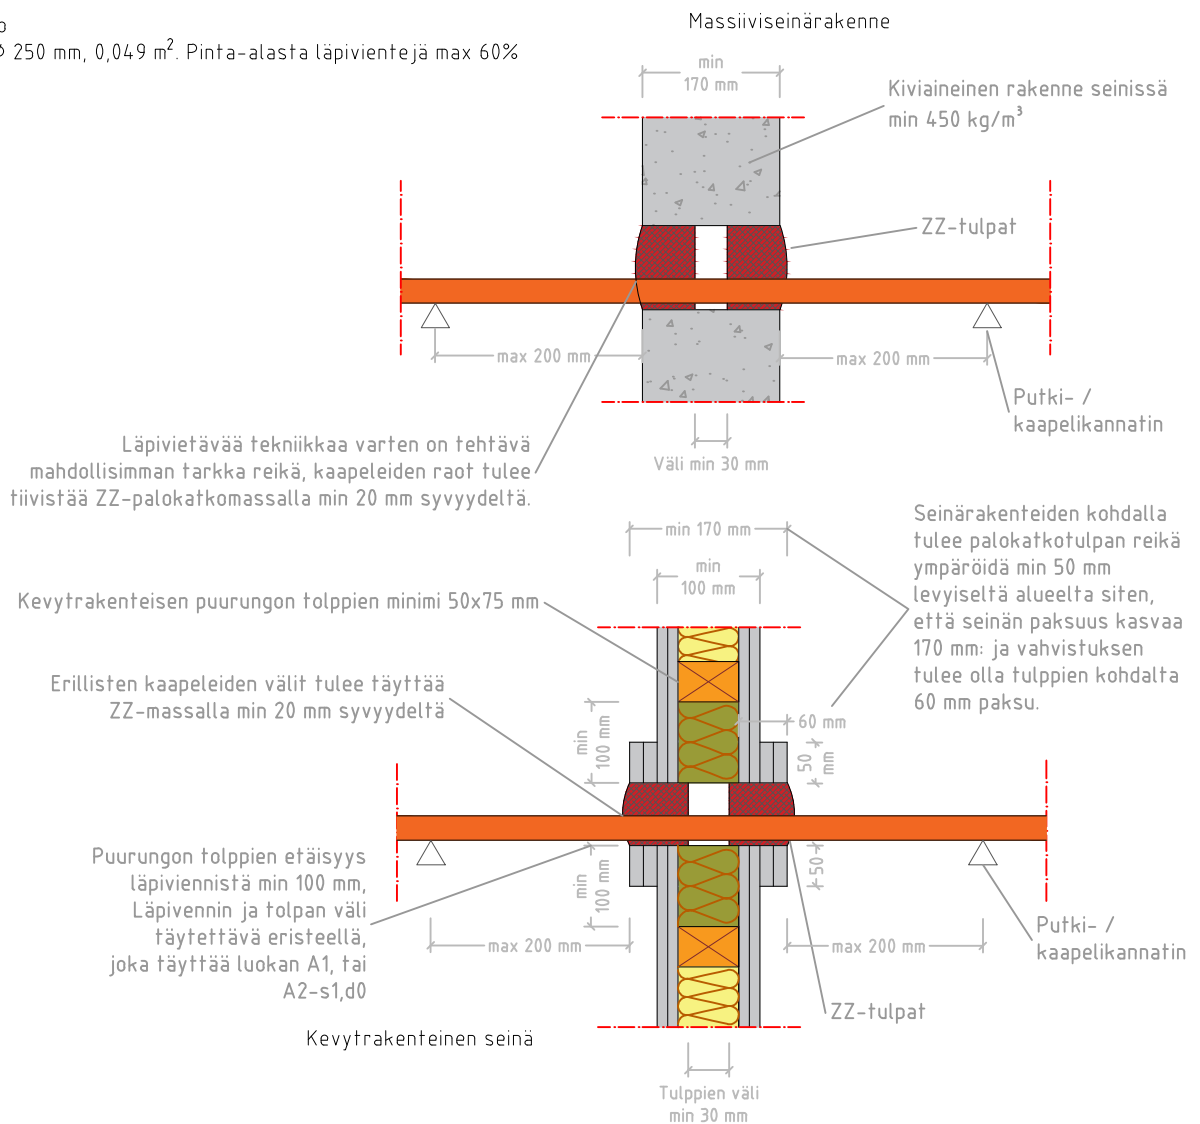 Massiiviseinärakenne
250 mm, 0,049 m². Pinta-alasta läpivientejä max 60%
min
170 mm
Kiviaineinen rakenne seinissä
min 450 kg/m³
ZZ-tulpat
max 200 mm
max 200 mm
Putki- /
kaapelikannatin
Väli min 30 mm
Läpivietävää tekniikkaa varten on tehtävä
mahdollisimman tarkka reikä, kaapeleiden raot tulee
tiivistää ZZ-palokatkomassalla min 20 mm syvyydeltä.
min 170 mm
min
100 mm
Seinärakenteiden kohdalla
tulee palokatkotulpan reikä
ympäröidä min 50 mm
levyiseltä alueelta siten,
että seinän paksuus kasvaa
170 mm: ja vahvistuksen
tulee olla tulppien kohdalta
60 mm paksu.
Kevytrakenteisen puurungon tolppien minimi 50x75 mm
Erillisten kaapeleiden välit tulee täyttää
ZZ-massalla min 20 mm syvyydeltä
min
100 mm
60 mm
50
mm
Puurungon tolppien etäisyys
läpiviennistä min 100 mm,
Läpivennin ja tolpan väli
täytettävä eristeellä,
joka täyttää luokan A1, tai
A2-s1,d0
min
100 mm
50
max 200 mm
max 200 mm
Putki- /
kaapelikannatin
ZZ-tulpat
Kevytrakenteinen seinä
Tulppien väli
min 30 mm